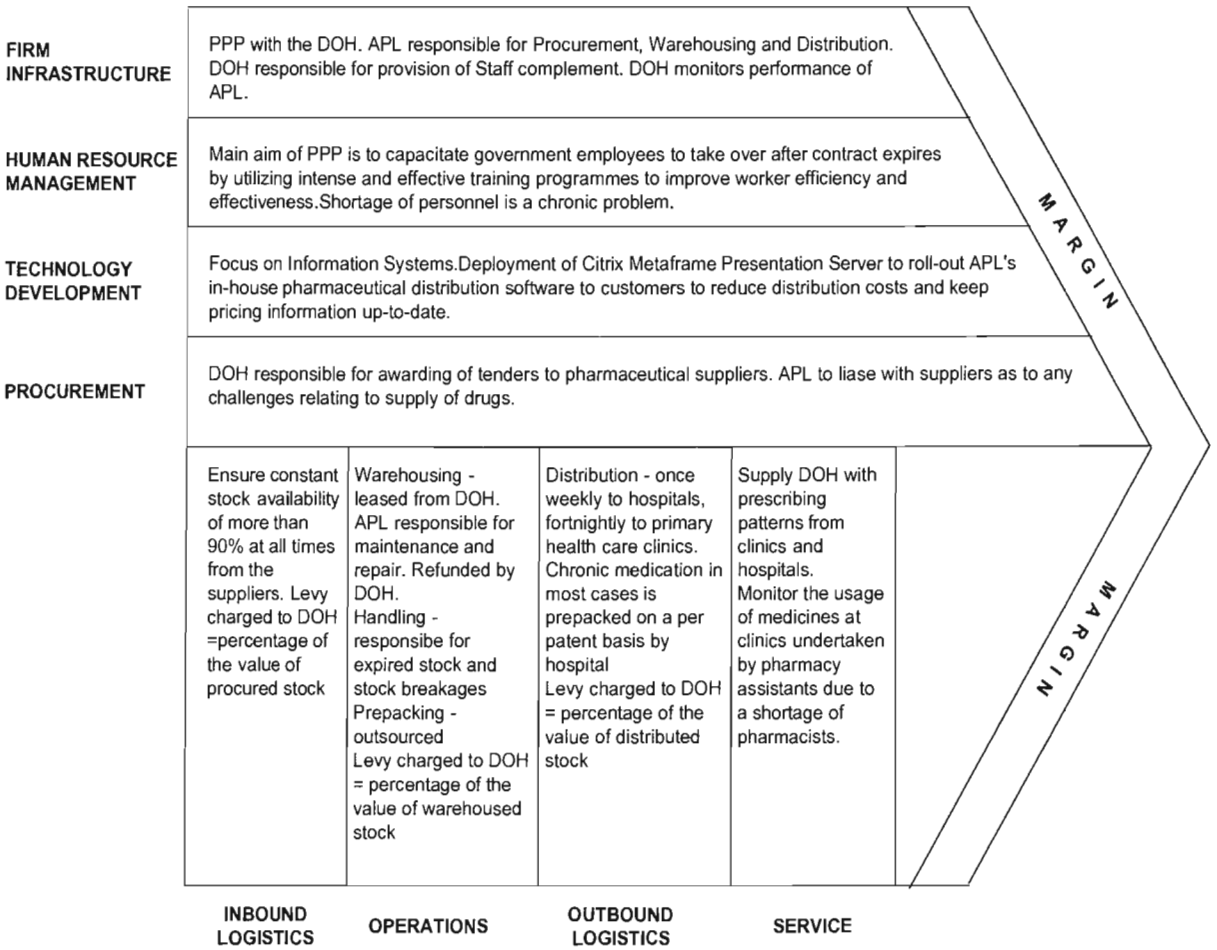 FIRM
INFRASTRUCTURE
PPP with the DOH. APL responsible for Procurement, Warehousing and Distribution.
DOH responsible for provision of Staff complement. DOH monitors performance of
APL.
HUMAN RESOURCE
MANAGEMENT
Main aim of PPP is to capacitate government employees to take over after contract expires
by utilizing intense and effective training programmes to improve worker efficiency and
effectiveness.Shortage of personnel is a chronic problem.
TECHNOLOGY
DEVELOPMENT
Focus on Information Systems.Deployment of Citrix Metaframe Presentation Server to roll-out APL's
in-house pharmaceutical distribution software to customers to reduce distribution costs and keep
pricing information up-to-date.
PROCUREMENT
DOH responsible for awarding of tenders to pharmaceutical suppliers. APL to liase with suppliers as to any
challenges relating to supply of drugs.
MARGIN
Ensure constant
stock availability
of more than
90% at all times
from the
suppliers. Levy
charged to DOH
=percentage of
the value of
procured stock
Warehousing -
leased from DOH.
APL responsible for
maintenance and
repair. Refunded by
DOH.
Handling -
responsibe for
expired stock and
stock breakages
Prepacking -
outsourced
Levy charged to DOH
= percentage of the
value of warehoused
stock
Distribution - once
weekly to hospitals,
fortnightly to primary
health care clinics.
Chronic medication in
most cases is
prepacked on a per
patent basis by
hospital
Levy charged to DOH
= percentage of the
value of distributed
stock
Supply DOH with
prescribing
patterns from
clinics and
hospitals.
Monitor the usage
of medicines at
clinics undertaken
by pharmacy
assistants due to
a shortage of
pharmacists.
MARGIN
INBOUND
LOGISTICS
OPERATIONS
OUTBOUND
LOGISTICS
SERVICE